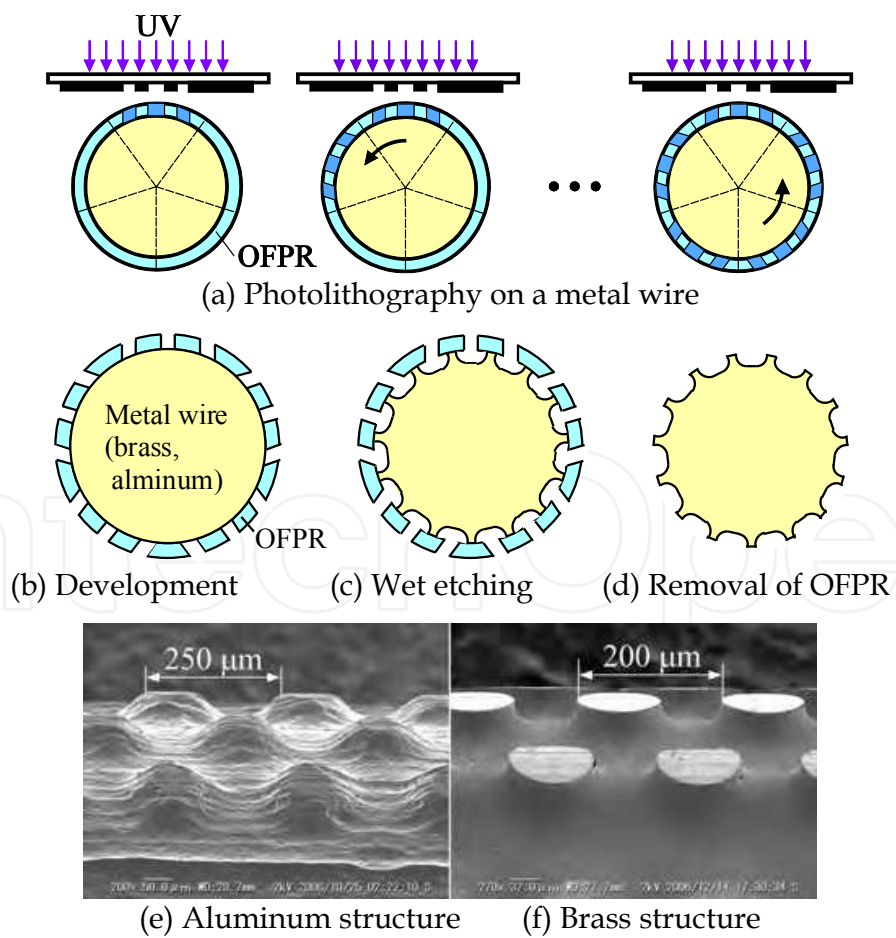 UV
OFPR
(a) Photolithography on a metal wire
Metal wire
(brass,
alminum)
OFPR
(b) Development
(c) Wet etching
(d) Removal of OFPR
250 μm
200 μm
(e) Aluminum structure
(f) Brass structure